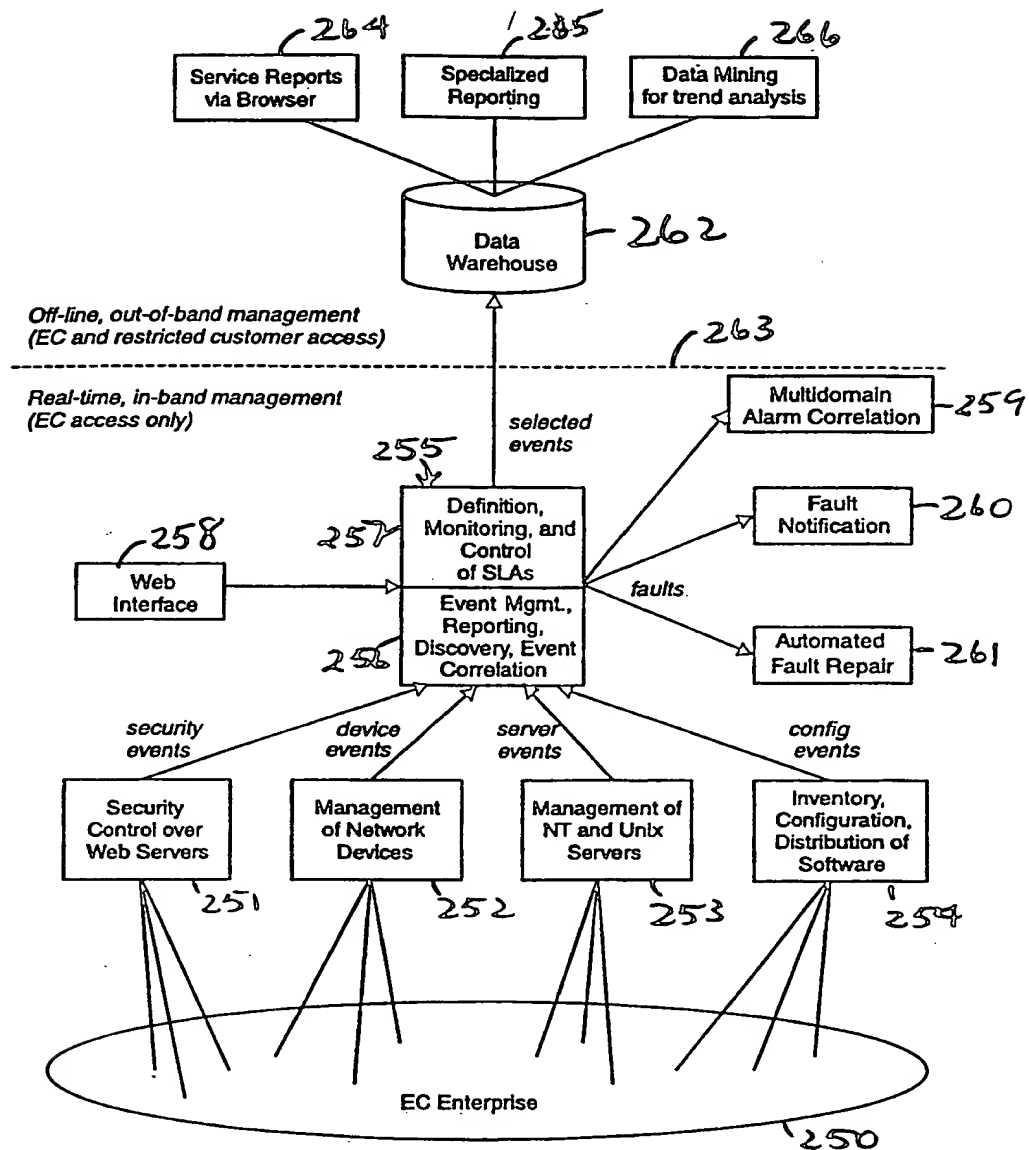 264
265
266
Service Reports
via Browser
Specialized
Reporting
Data Mining
for trend analysis
Data
Warehouse
262
Off-line, out-of-band management
(EC and restricted customer access)
263
Real-time, in-band management
(EC access only)
selected
events
Multidomain
Alarm Correlation
259
255
257
Definition,
Monitoring, and
Control
of SLAs
Fault
Notification
260
258
Web
Interface
faults
256
Event Mgmt.,
Reporting,
Discovery, Event
Correlation
Automated
Fault Repair
261
security
events
device
events
server
events
config
events
Security
Control over
Web Servers
Management
of Network
Devices
Management of
NT and Unix
Servers
Inventory,
Configuration,
Distribution of
Software
251
252
253
254
EC Enterprise
250